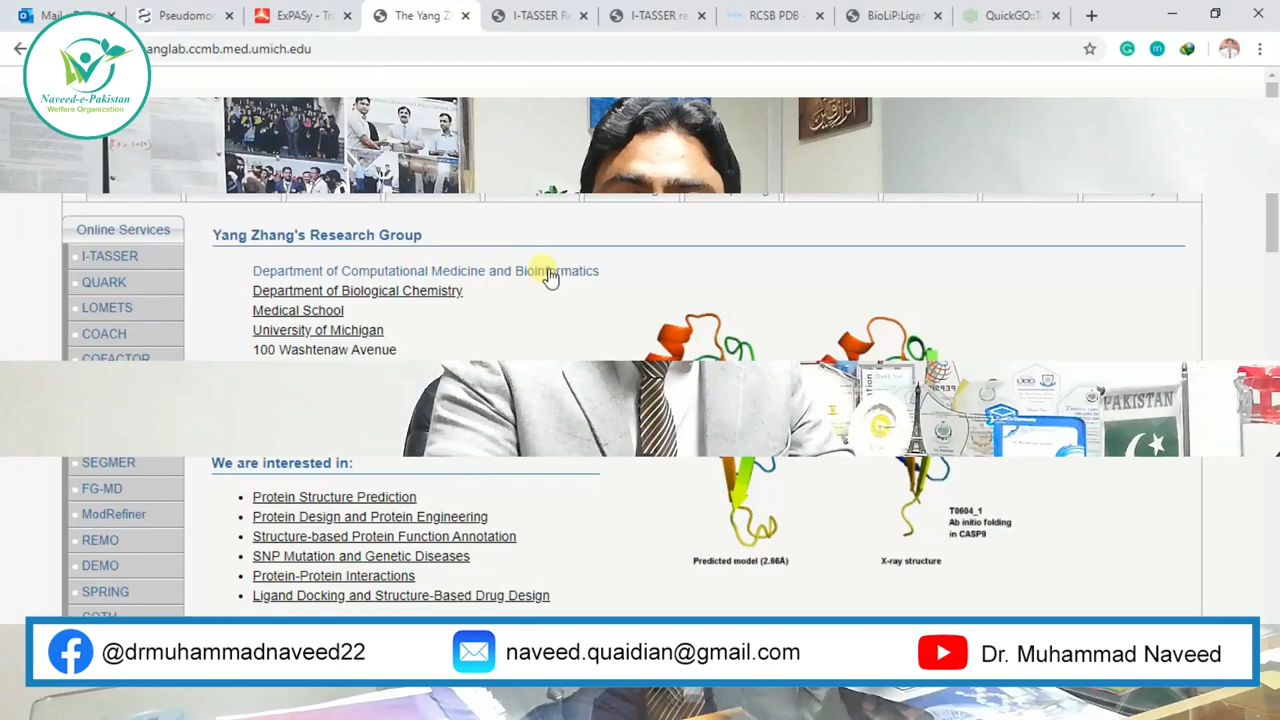 Pseudomon
ExPASy - Tra
The Yang Z
I-TASSER Re
I-TASSER re
RCSB PDB -
BioLiP:Liga
QuickGO::Te
anglab.ccmb.med.umich.edu
Naveed-e-Pakistan
Welfare Organization
Online Services
I-TASSER
QUARK
LOMETS
COACH
COFACTOR
SEGMER
FG-MD
ModRefiner
REMO
DEMO
SPRING
COTH
Yang Zhang's Research Group
Department of Computational Medicine and Bioinformatics
Department of Biological Chemistry
Medical School
University of Michigan
100 Washtenaw Avenue
PAKISTAN
We are interested in:
Protein Structure Prediction
Protein Design and Protein Engineering
Structure-based Protein Function Annotation
SNP Mutation and Genetic Diseases
Protein-Protein Interactions
Ligand Docking and Structure-Based Drug Design
T0604_1
Ab initio folding
in CASP9
Predicted model (2.66Å)
X-ray structure
@drmuhammadnaveed22
naveed.quaidian@gmail.com
Dr. Muhammad Naveed